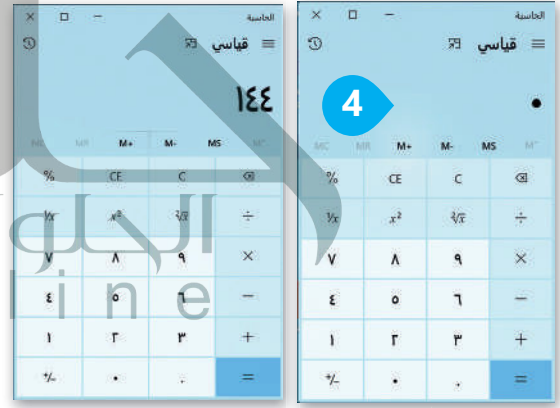 الحاسبة
قياسي
4
٠
MC MR M+ M- MS M˅
% CE C ⌫
¹/x x² ²√x ÷
٧ ٨ ٩ ×
٤ ٥ ٦ −
١ ٢ ٣ +
+/- ٠ , =
الحاسبة
قياسي
١٤٤
MC MR M+ M- MS M˅
% CE C ⌫
¹/x x² ²√x ÷
٧ ٨ ٩ ×
٤ ٥ ٦ −
١ ٢ ٣ +
+/- ٠ , =
line